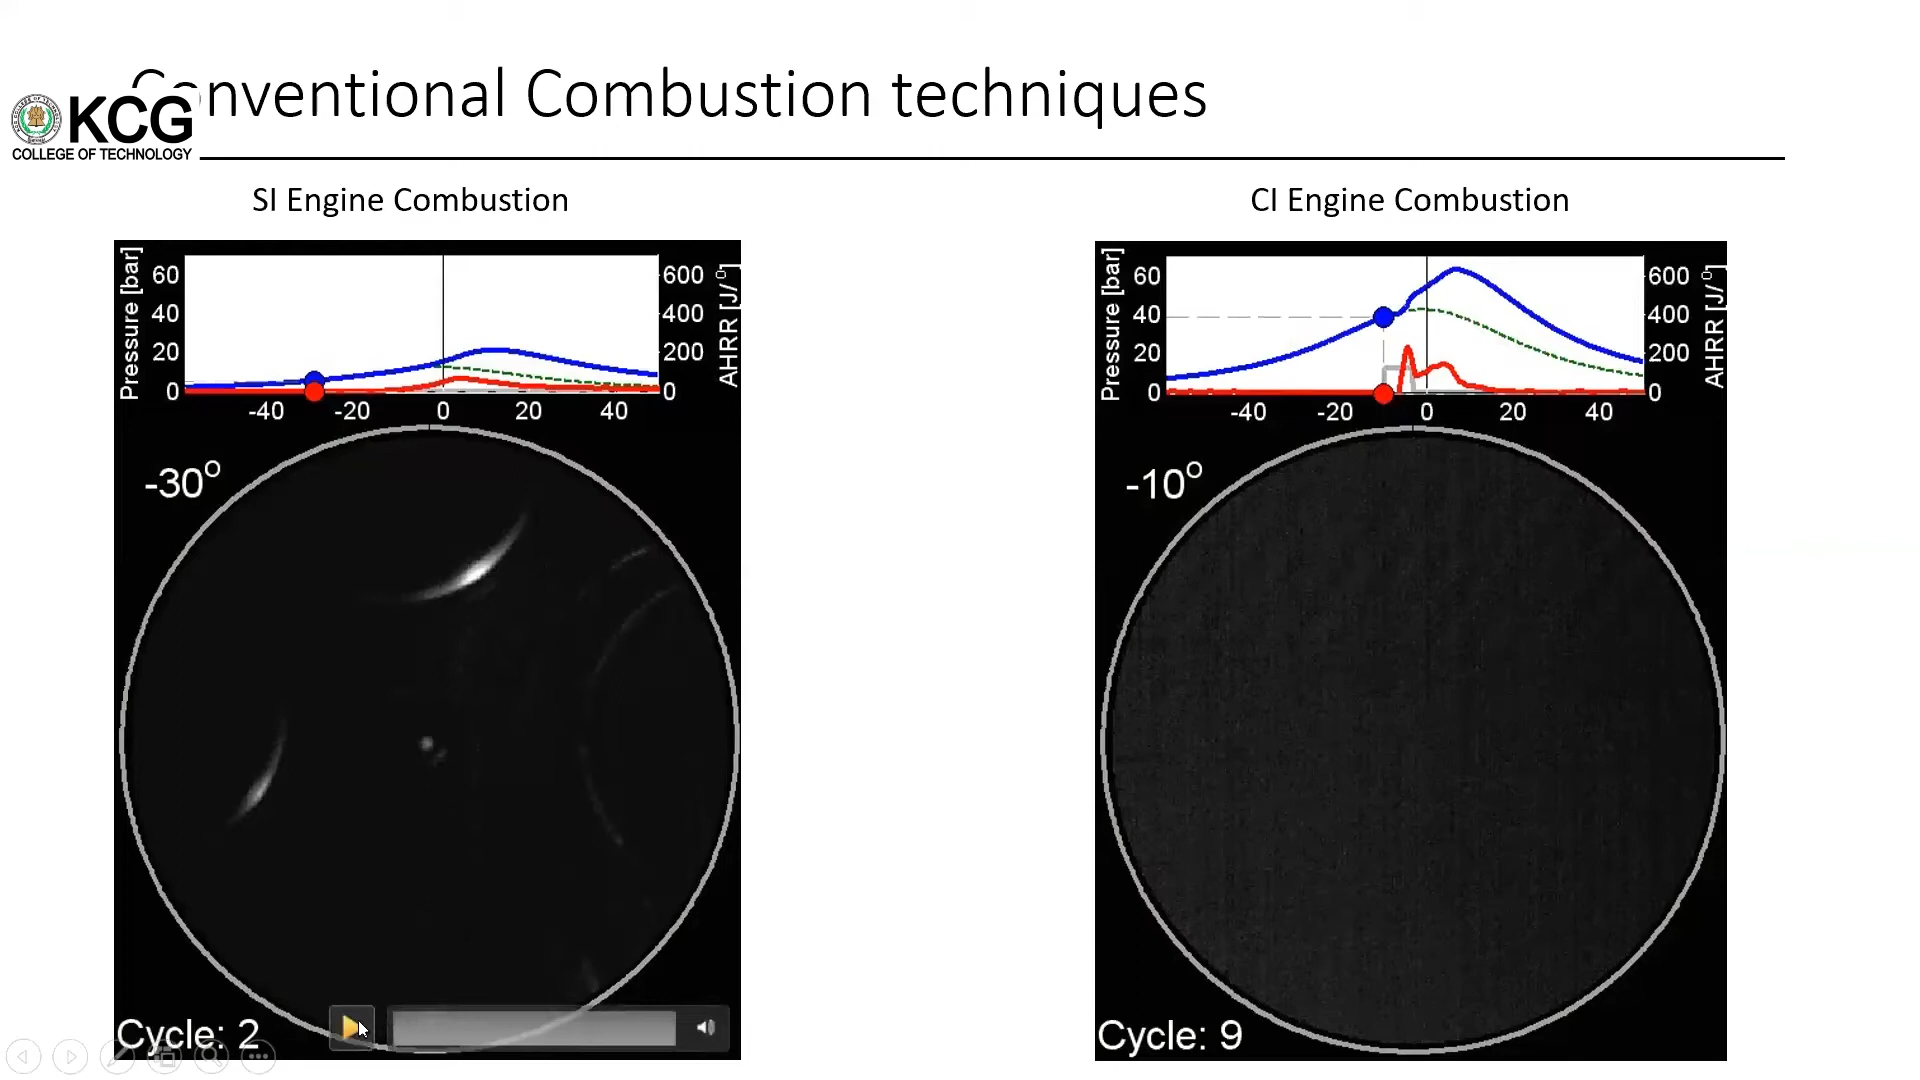 Conventional Combustion techniques
KCG
COLLEGE OF TECHNOLOGY
SI Engine Combustion
Pressure [bar]
60
40
20
0
600
400
200
0
AHRR [J/°]
-40 -20 0 20 40
-30°
Cycle: 2
CI Engine Combustion
Pressure [bar]
60
40
20
0
600
400
200
0
AHRR [J/°]
-40 -20 0 20 40
-10°
Cycle: 9